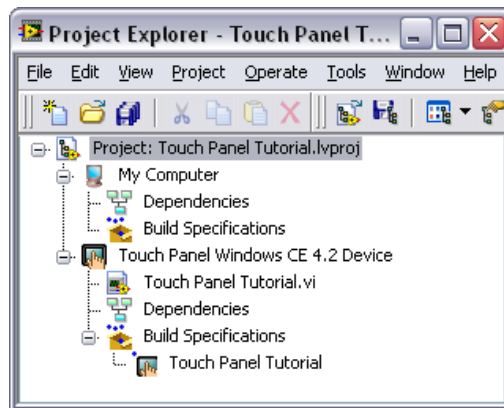 Project Explorer - Touch Panel T...
File Edit View Project Operate Tools Window Help
Project: Touch Panel Tutorial.lvproj
My Computer
Dependencies
Build Specifications
Touch Panel Windows CE 4.2 Device
Touch Panel Tutorial.vi
Dependencies
Build Specifications
Touch Panel Tutorial